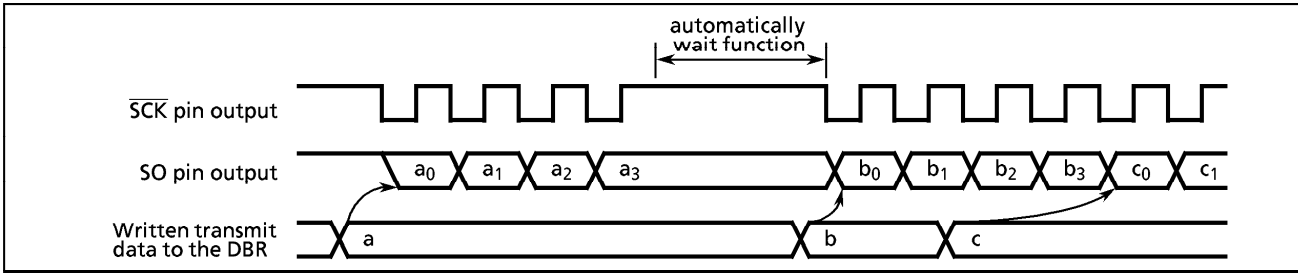 automatically
wait function
SCK pin output
SO pin output
a0 a1 a2 a3 b0 b1 b2 b3 c0 c1
Written transmit
data to the DBR
a b c